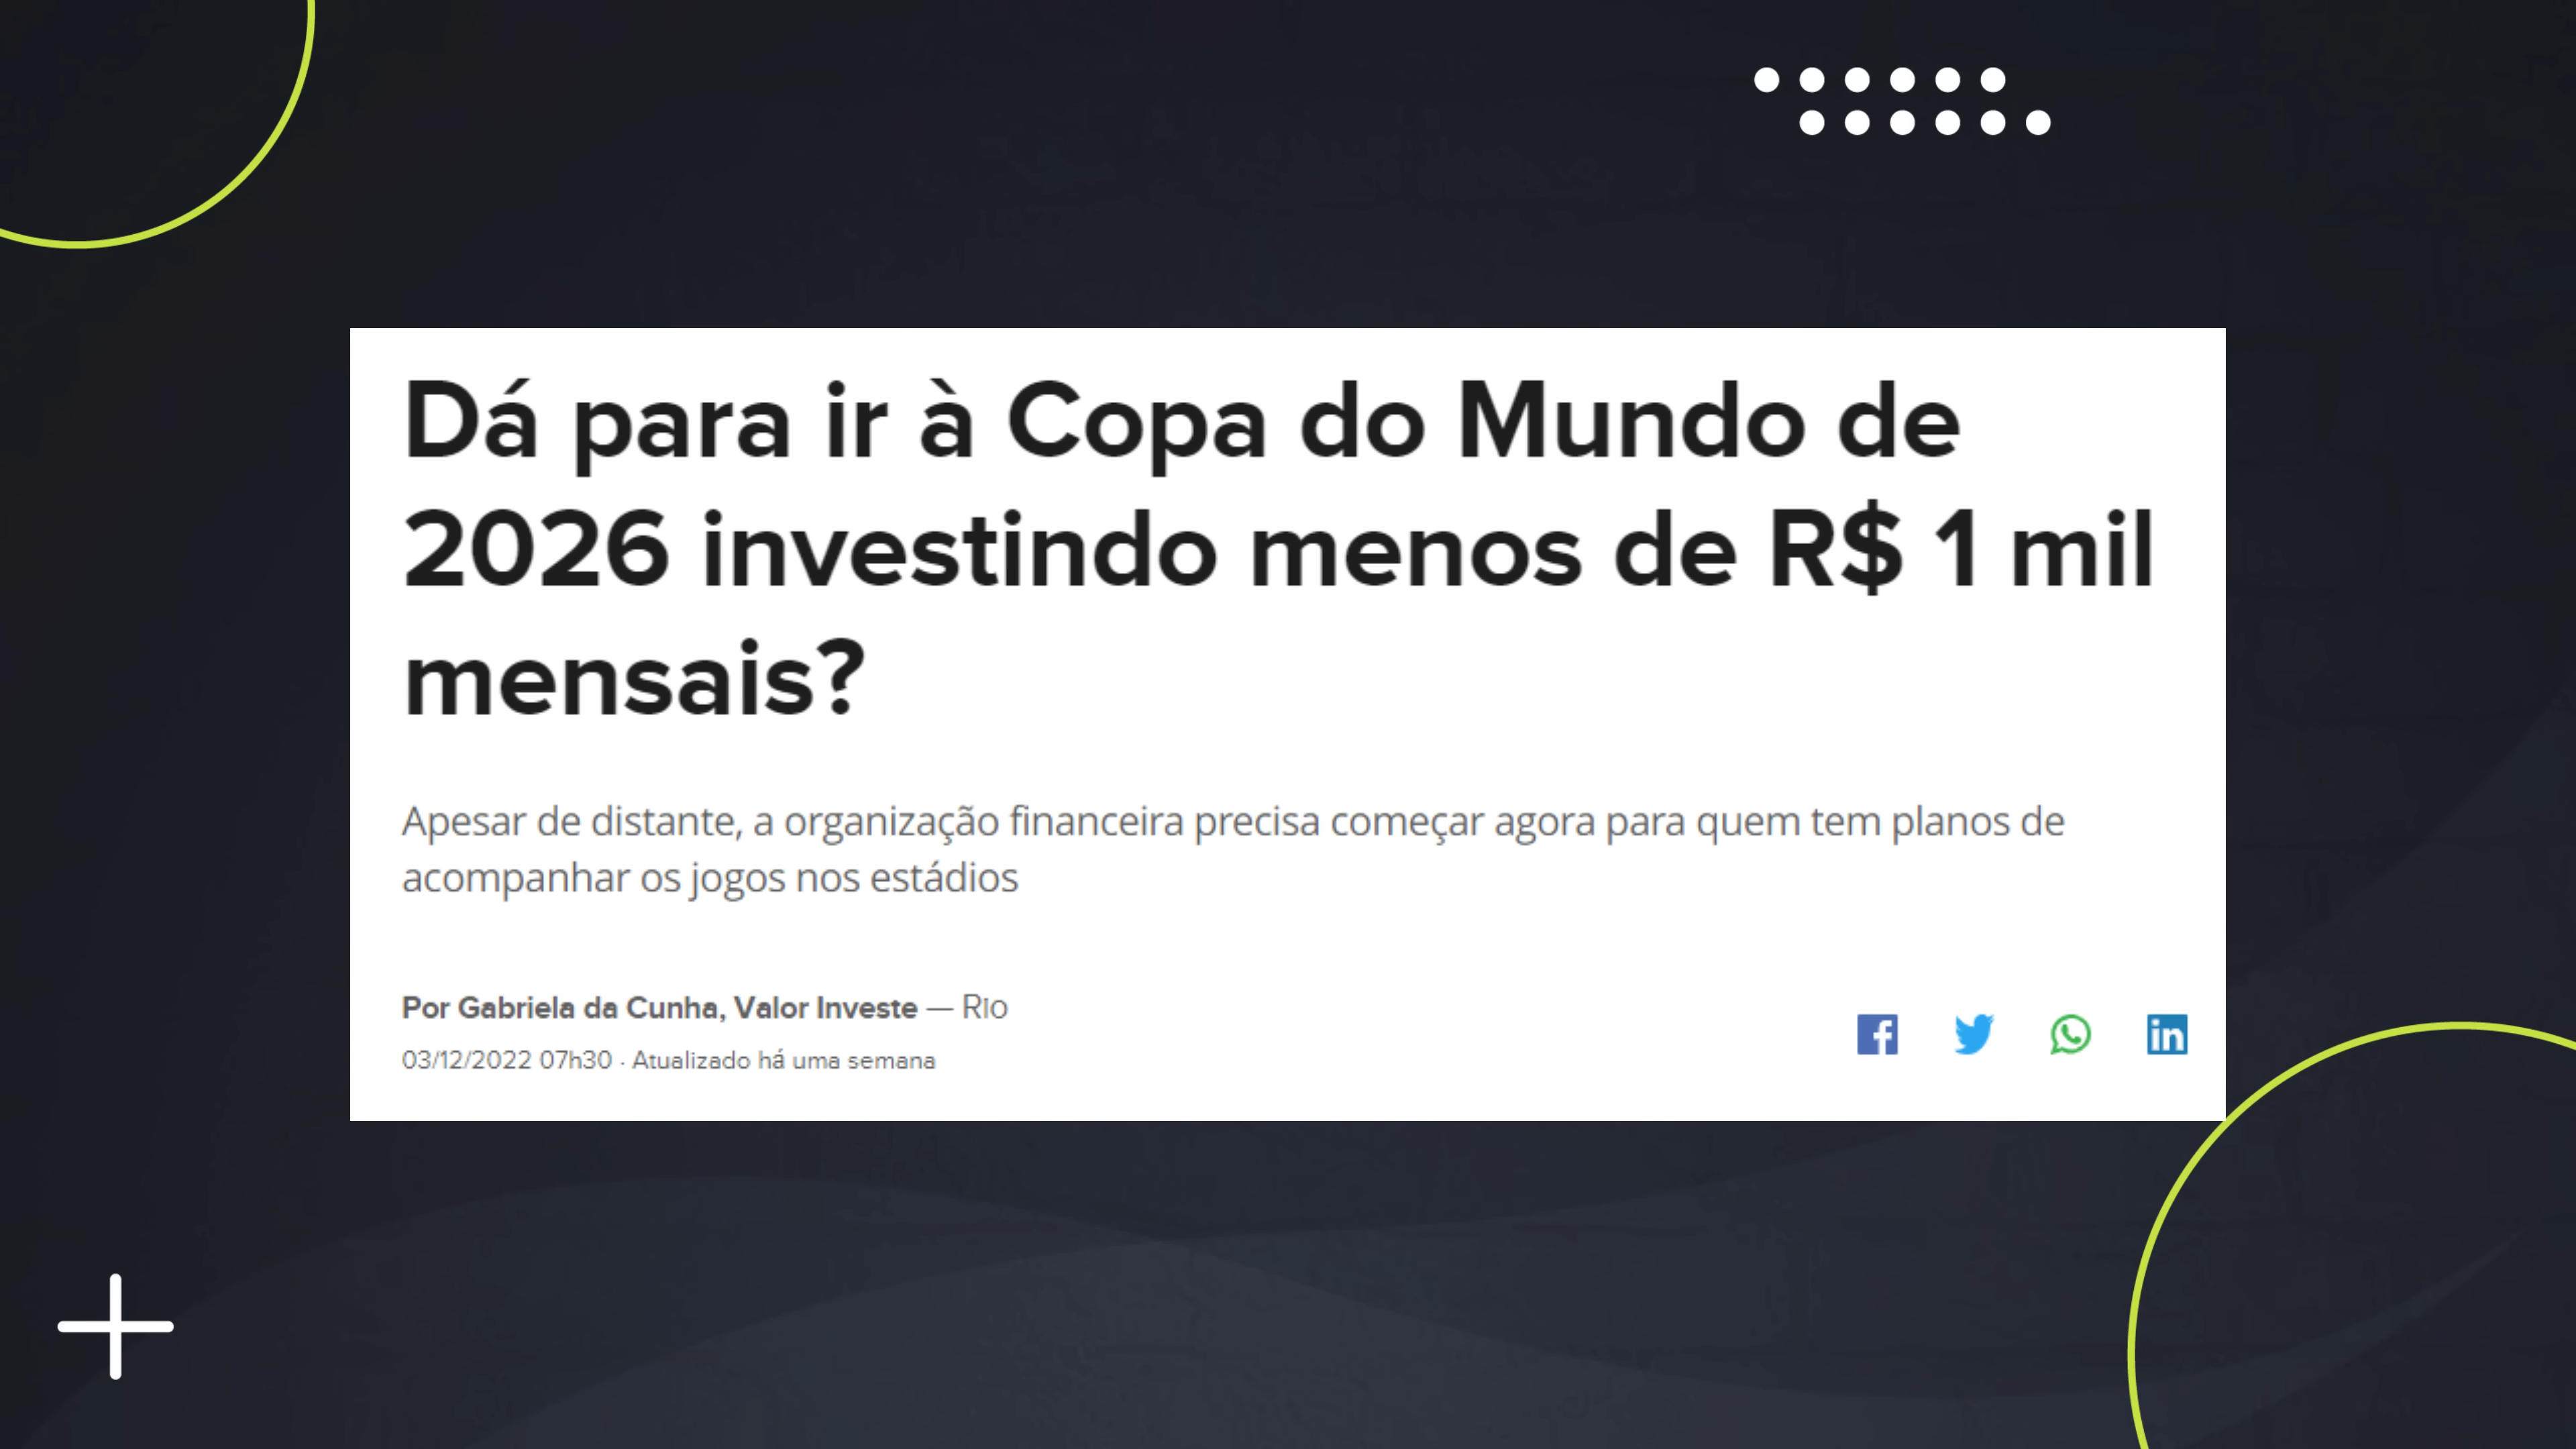 Dá para ir à Copa do Mundo de
2026 investindo menos de R$ 1 mil
mensais?
Apesar de distante, a organização financeira precisa começar agora para quem tem planos de
acompanhar os jogos nos estádios
Por Gabriela da Cunha, Valor Investe — Rio
03/12/2022 07h30 · Atualizado há uma semana